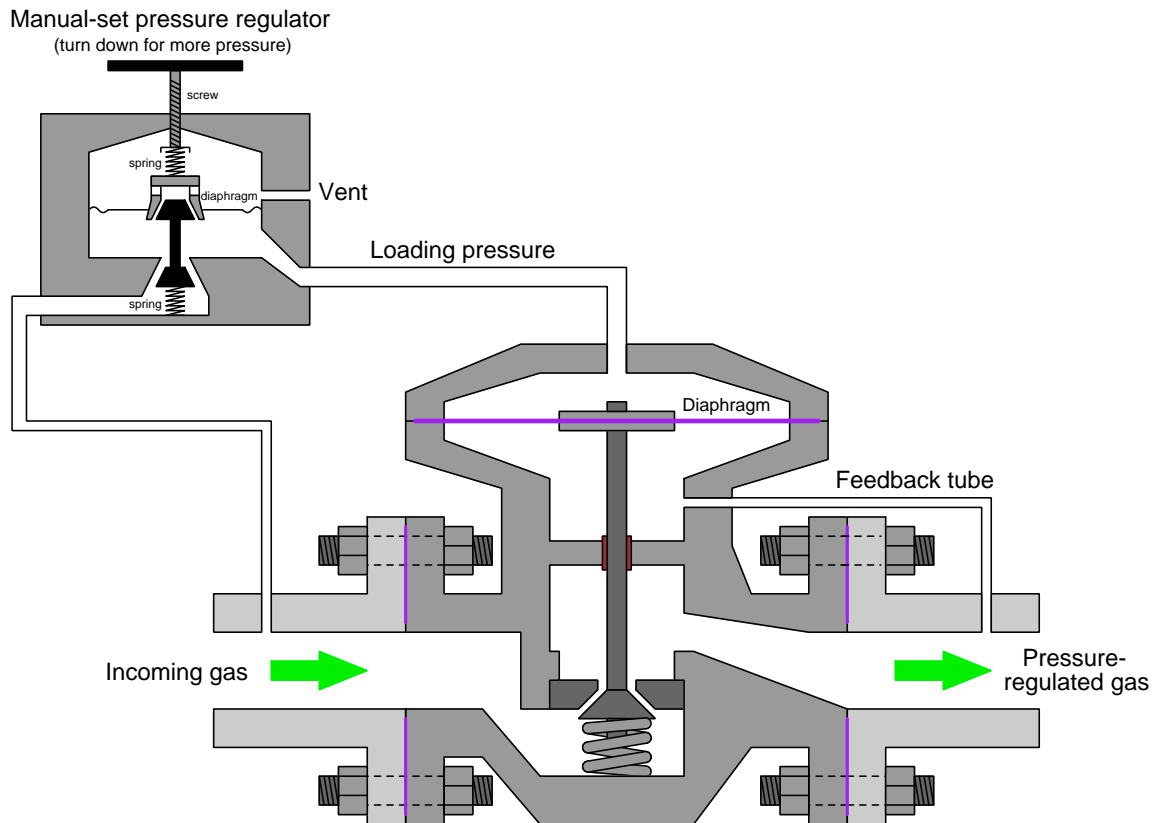 Manual-set pressure regulator
(turn down for more pressure)
screw
spring
diaphragm
Vent
Loading pressure
spring
Diaphragm
Feedback tube
Incoming gas
Pressure-
regulated gas